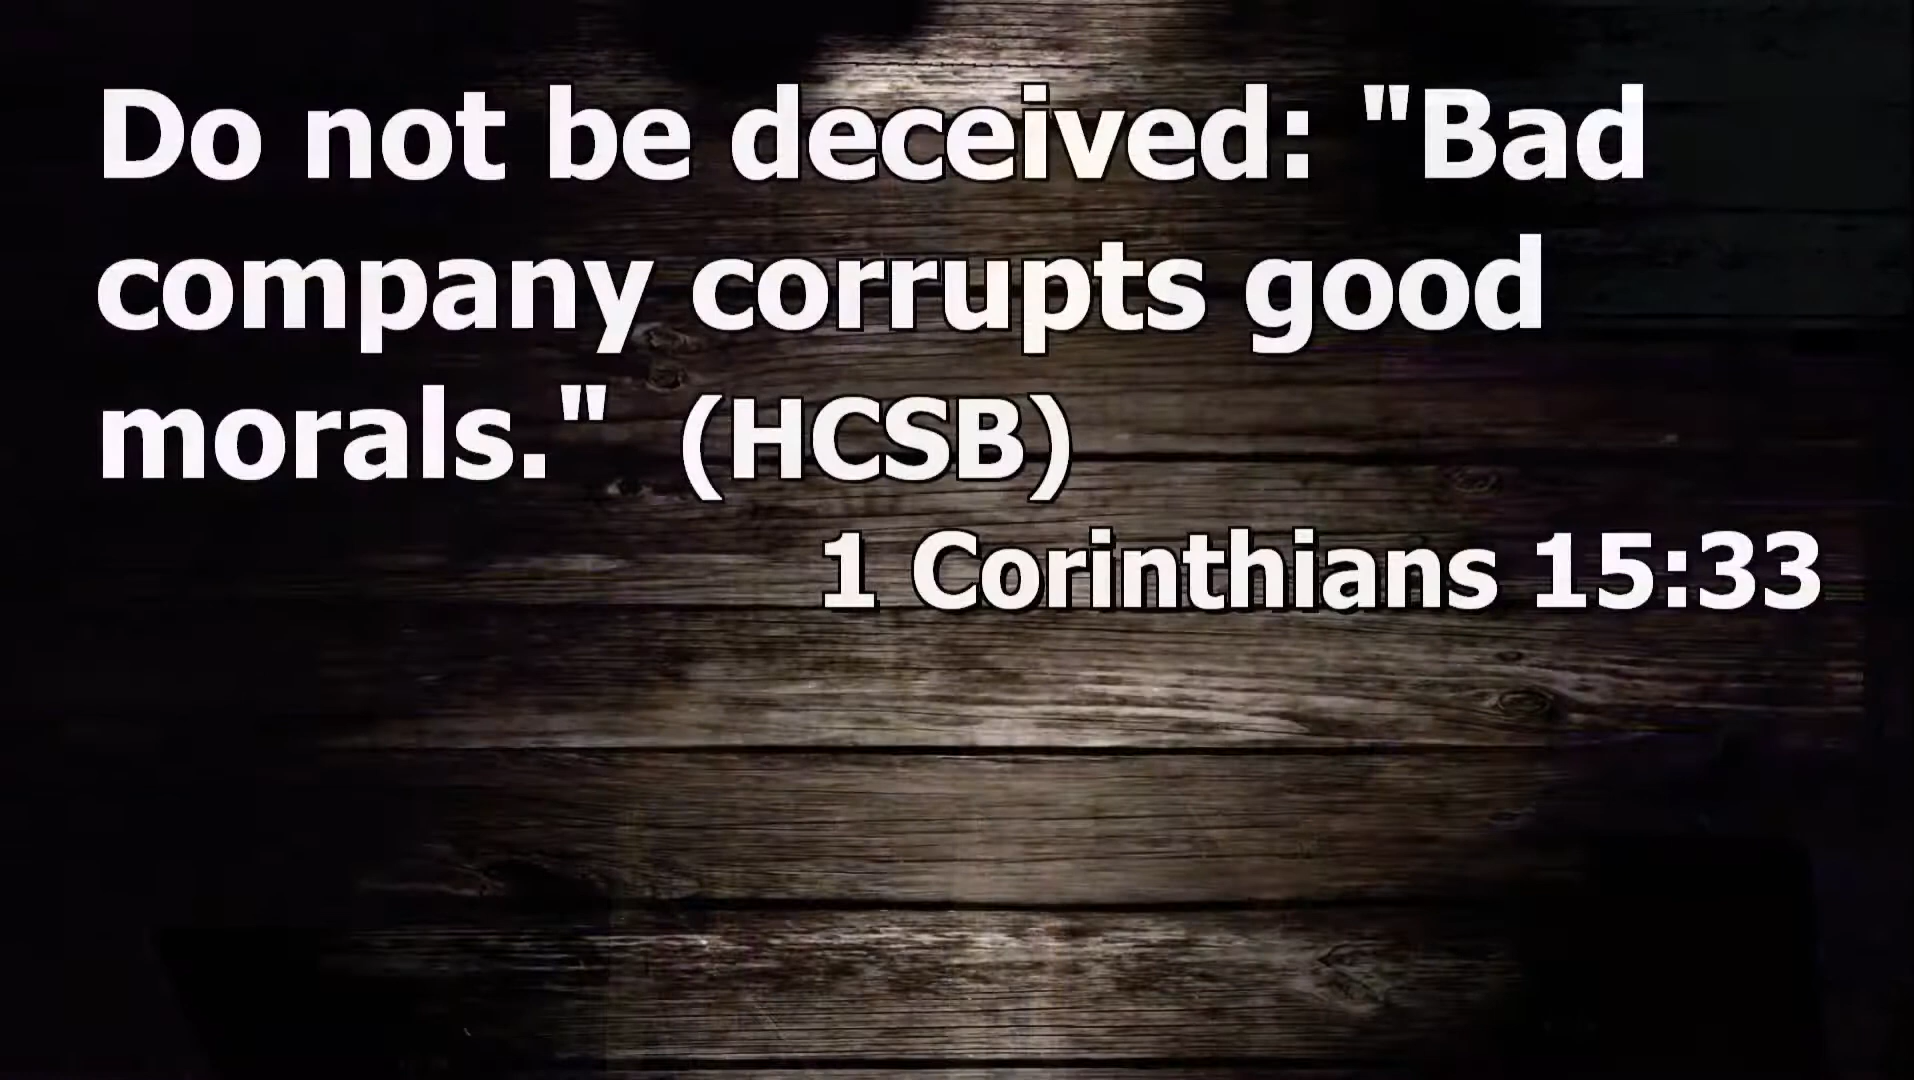 Do not be deceived: "Bad
company corrupts good
morals." (HCSB)
1 Corinthians 15:33